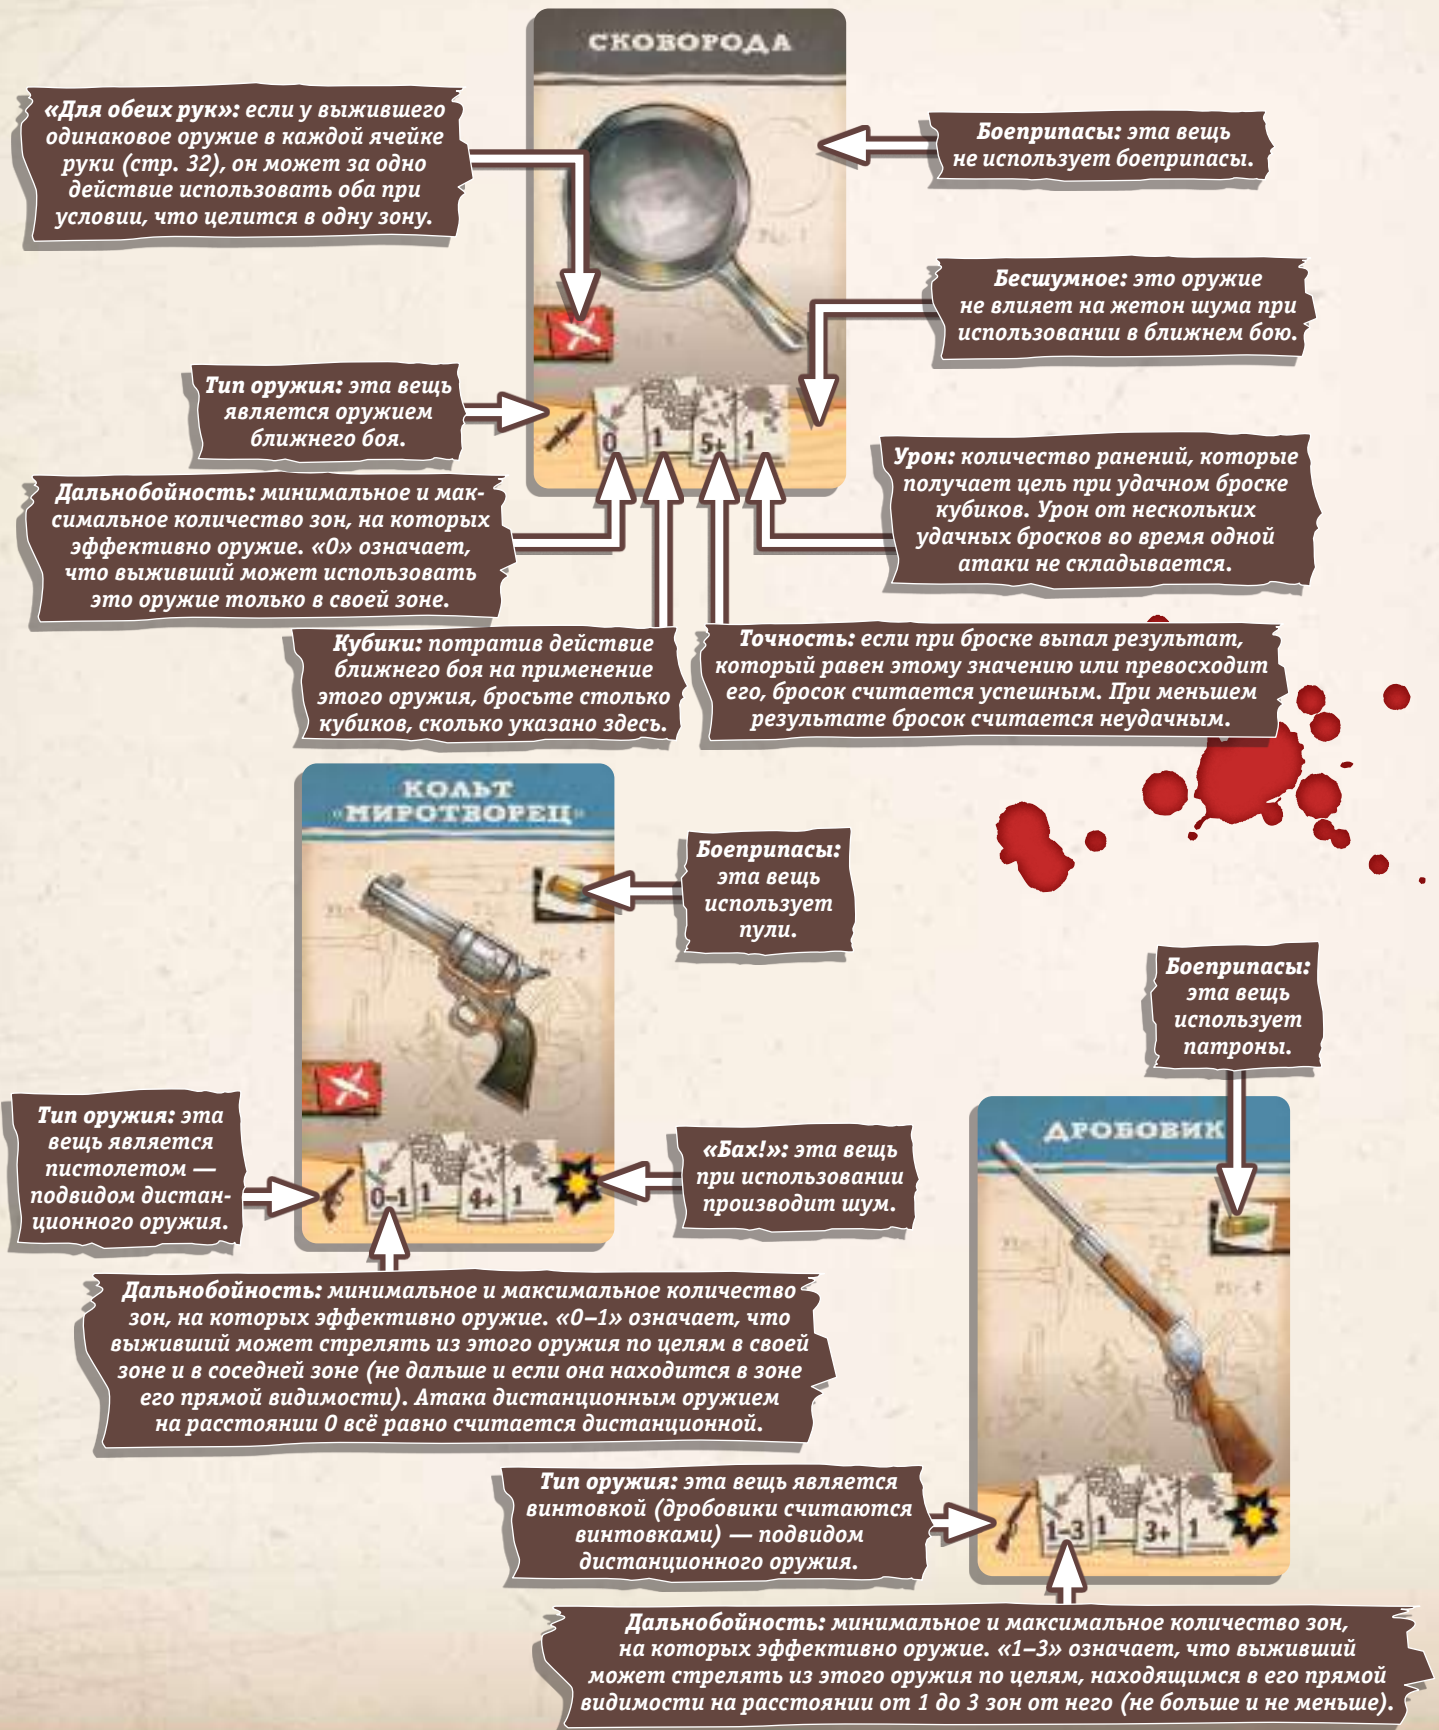 СКОВОРОДА
«Для обеих рук»: если у выжившего
одинаковое оружие в каждой ячейке
руки (стр. 32), он может за одно
действие использовать оба при
условии, что целится в одну зону.
Боеприпасы: эта вещь
не использует боеприпасы.
Бесшумное: это оружие
не влияет на жетон шума при
использовании в ближнем бою.
Тип оружия: эта вещь
является оружием
ближнего боя.
0 1 5+ 1
Урон: количество ранений, которые
получает цель при удачном броске
кубиков. Урон от нескольких
удачных бросков во время одной
атаки не складывается.
Дальнобойность: минимальное и мак-
симальное количество зон, на которых
эффективно оружие. «0» означает,
что выживший может использовать
это оружие только в своей зоне.
Кубики: потратив действие
ближнего боя на применение
этого оружия, бросьте столько
кубиков, сколько указано здесь.
Точность: если при броске выпал результат,
который равен этому значению или превосходит
его, бросок считается успешным. При меньшем
результате бросок считается неудачным.
КОЛЬТ
«МИРОТВОРЕЦ»
Боеприпасы:
эта вещь
использует
пули.
Тип оружия: эта
вещь является
пистолетом —
подвидом дистан-
ционного оружия.
0–1 1 4+ 1
«Бах!»: эта вещь
при использовании
производит шум.
Дальнобойность: минимальное и максимальное количество
зон, на которых эффективно оружие. «0–1» означает, что
выживший может стрелять из этого оружия по целям в своей
зоне и в соседней зоне (не дальше и если она находится в зоне
его прямой видимости). Атака дистанционным оружием
на расстоянии 0 всё равно считается дистанционной.
Боеприпасы:
эта вещь
использует
патроны.
ДРОБОВИК
Тип оружия: эта вещь является
винтовкой (дробовики считаются
винтовками) — подвидом
дистанционного оружия.
1–3 1 3+ 1
Дальнобойность: минимальное и максимальное количество зон,
на которых эффективно оружие. «1–3» означает, что выживший
может стрелять из этого оружия по целям, находящимся в его прямой
видимости на расстоянии от 1 до 3 зон от него (не больше и не меньше).